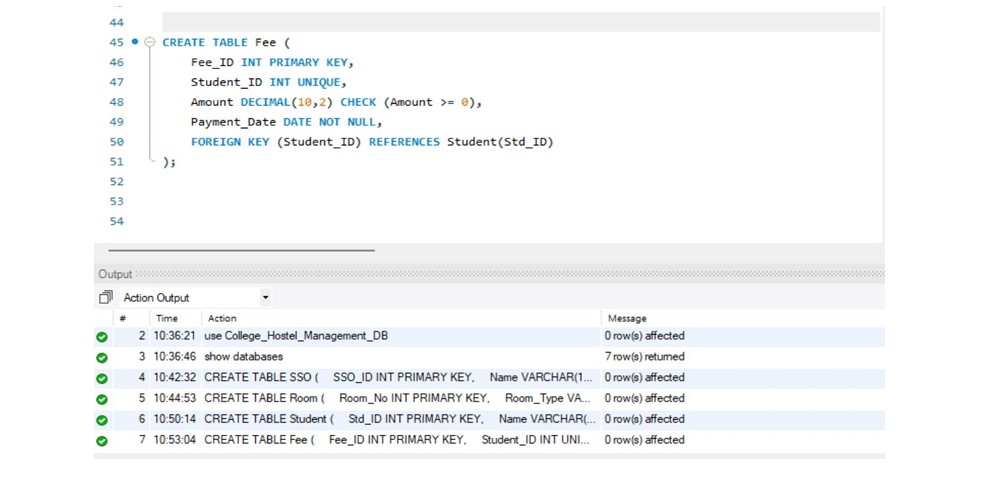 44
45 CREATE TABLE Fee (
46 Fee_ID INT PRIMARY KEY,
47 Student_ID INT UNIQUE,
48 Amount DECIMAL(10,2) CHECK (Amount >= 0),
49 Payment_Date DATE NOT NULL,
50 FOREIGN KEY (Student_ID) REFERENCES Student(Std_ID)
51 );
52
53
54
Output
Action Output
# Time Action Message
2 10:36:21 use College_Hostel_Management_DB 0 row(s) affected
3 10:36:46 show databases 7 row(s) returned
4 10:42:32 CREATE TABLE SSO ( SSO_ID INT PRIMARY KEY, Name VARCHAR(1... 0 row(s) affected
5 10:44:53 CREATE TABLE Room ( Room_No INT PRIMARY KEY, Room_Type VA... 0 row(s) affected
6 10:50:14 CREATE TABLE Student ( Std_ID INT PRIMARY KEY, Name VARCHAR(... 0 row(s) affected
7 10:53:04 CREATE TABLE Fee ( Fee_ID INT PRIMARY KEY, Student_ID INT UNI... 0 row(s) affected